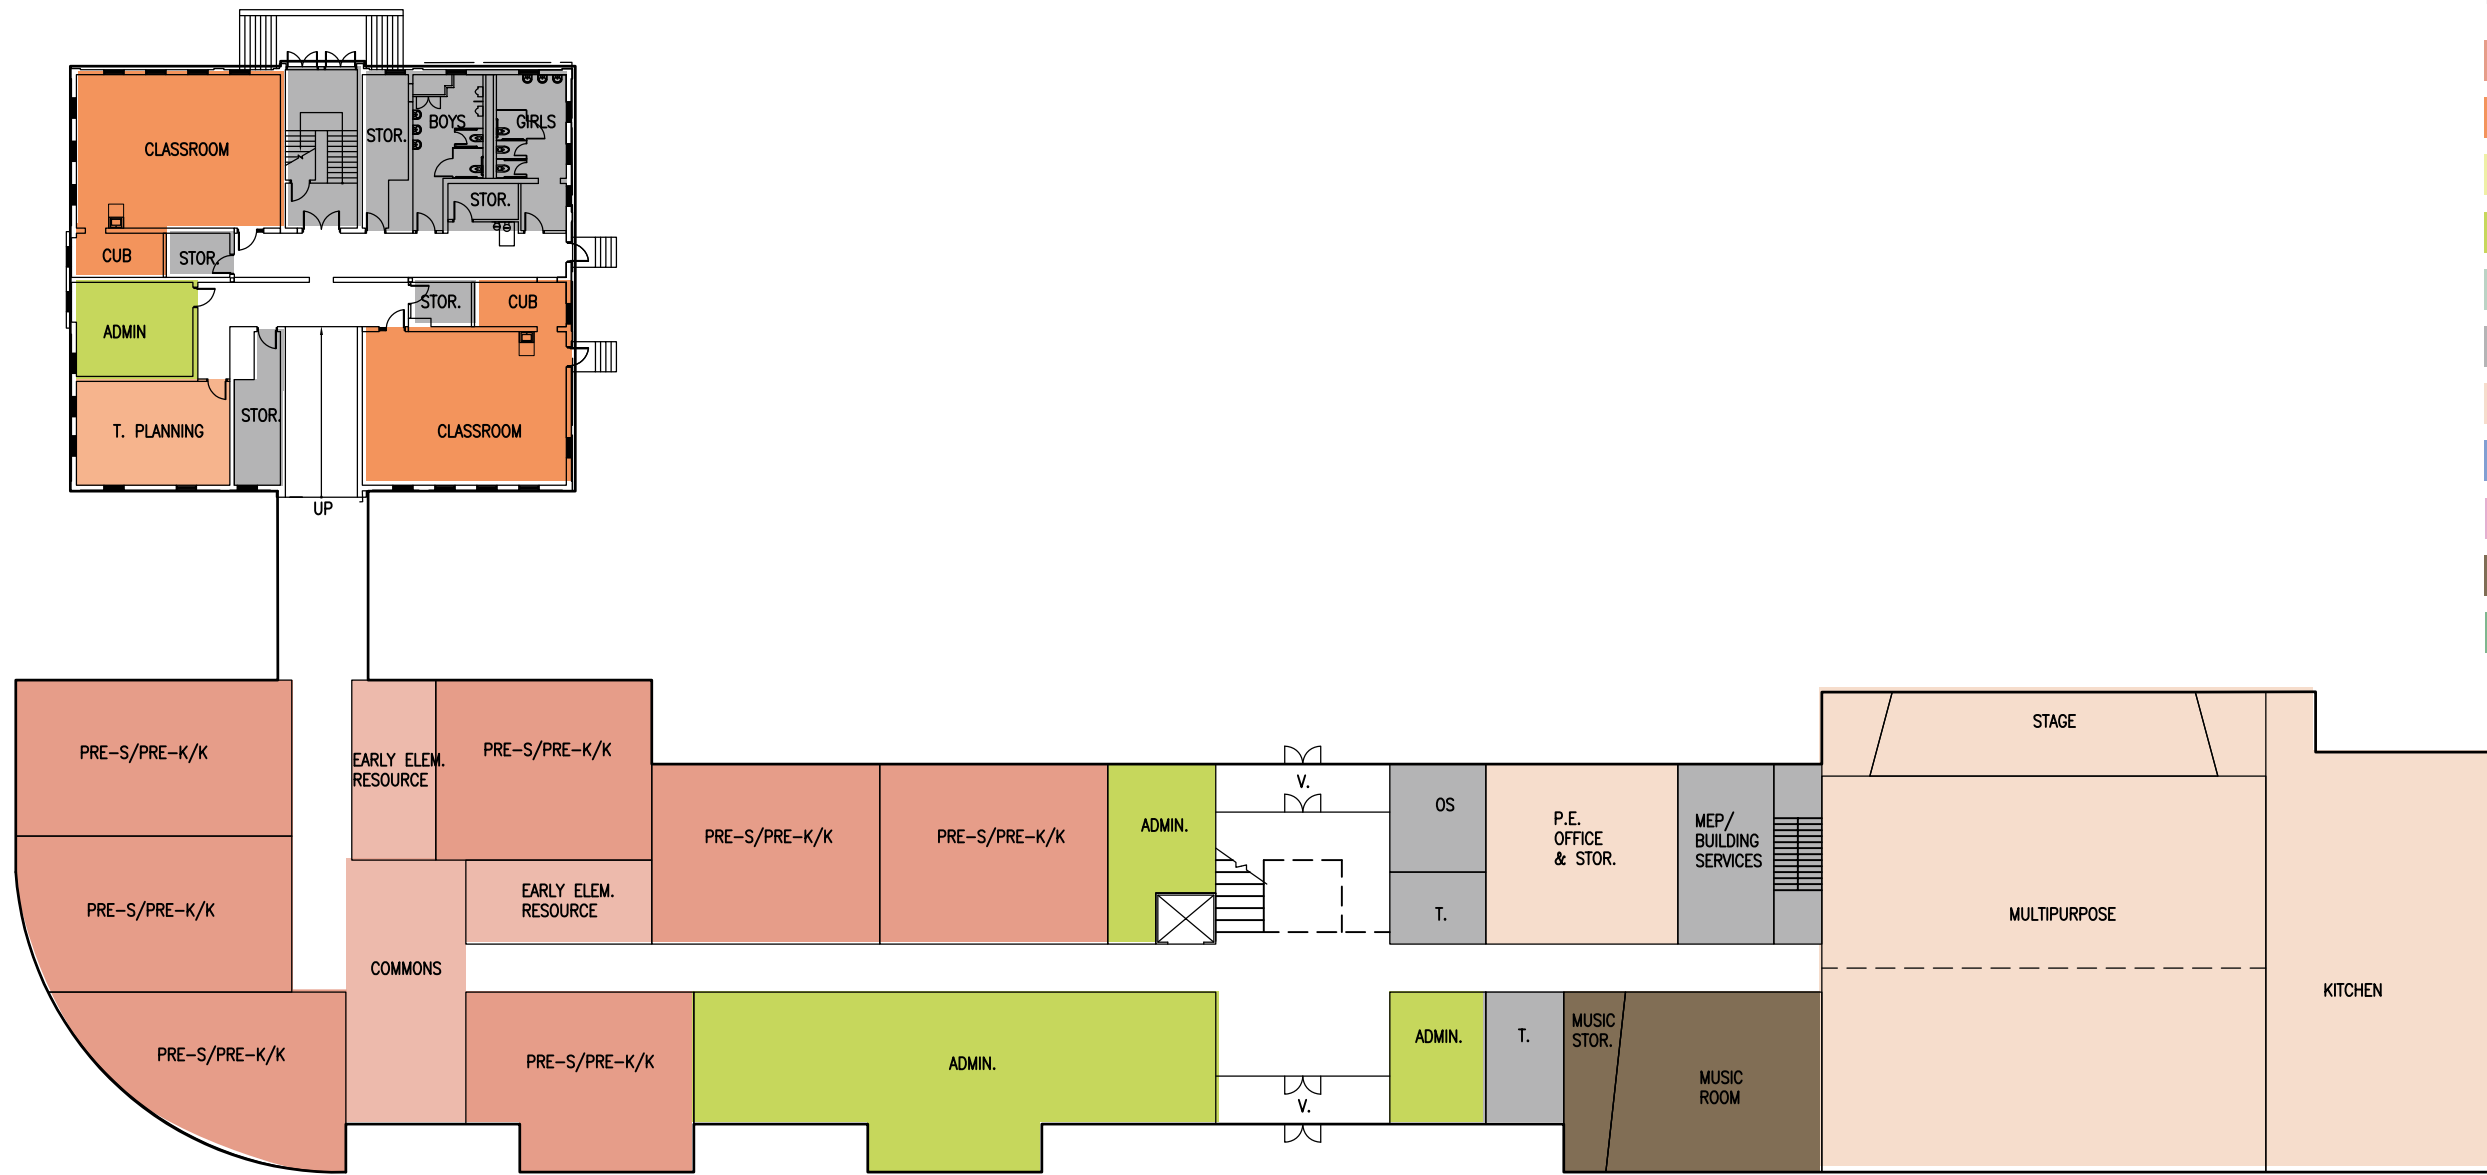 CLASSROOM
STOR.
BOYS
GIRLS
STOR.
CUB
STOR.
STOR.
CUB
ADMIN
T. PLANNING
STOR.
CLASSROOM
UP
PRE-S/PRE-K/K
EARLY ELEM.
RESOURCE
PRE-S/PRE-K/K
STAGE
V.
OS
P.E.
OFFICE
& STOR.
MEP/
BUILDING
SERVICES
PRE-S/PRE-K/K
PRE-S/PRE-K/K
ADMIN.
PRE-S/PRE-K/K
EARLY ELEM.
RESOURCE
T.
MULTIPURPOSE
COMMONS
KITCHEN
PRE-S/PRE-K/K
PRE-S/PRE-K/K
ADMIN.
ADMIN.
T.
MUSIC
STOR.
MUSIC
ROOM
V.